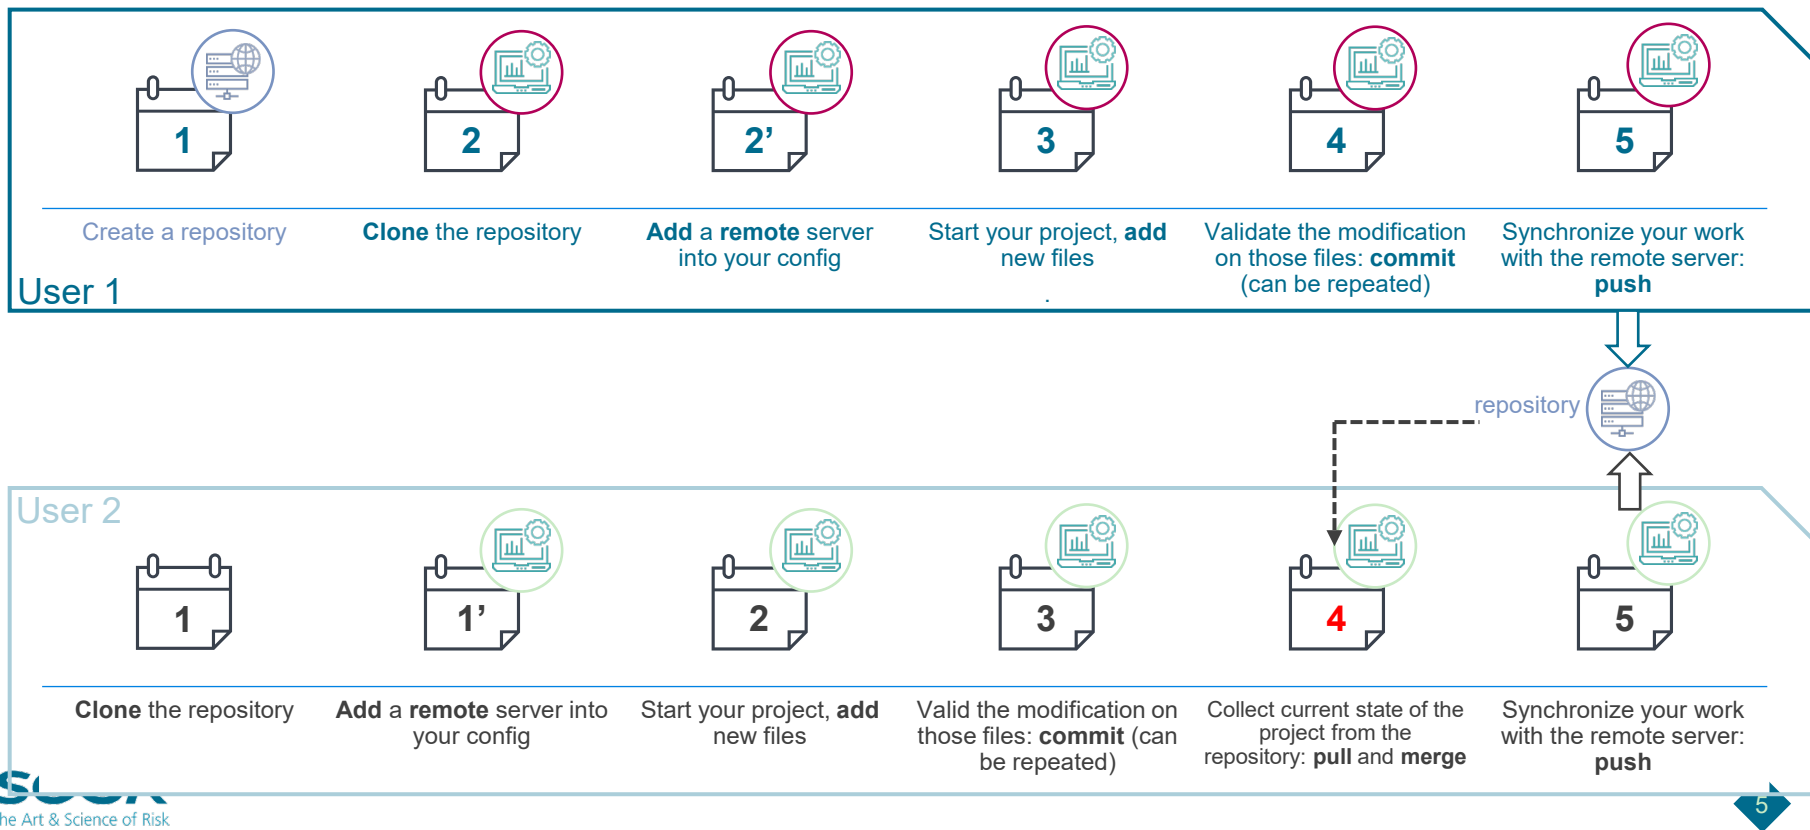 1
2
2’
3
4
5
Create a repository
Clone the repository
Add a remote server
into your config
Start your project, add
new files
.
Validate the modification
on those files: commit
(can be repeated)
Synchronize your work
with the remote server:
push
User 1
repository
User 2
1
1’
2
3
4
5
Clone the repository
Add a remote server into
your config
Start your project, add
new files
Valid the modification on
those files: commit (can
be repeated)
Collect current state of the
project from the
repository: pull and merge
Synchronize your work
with the remote server:
push
he Art & Science of Risk
5